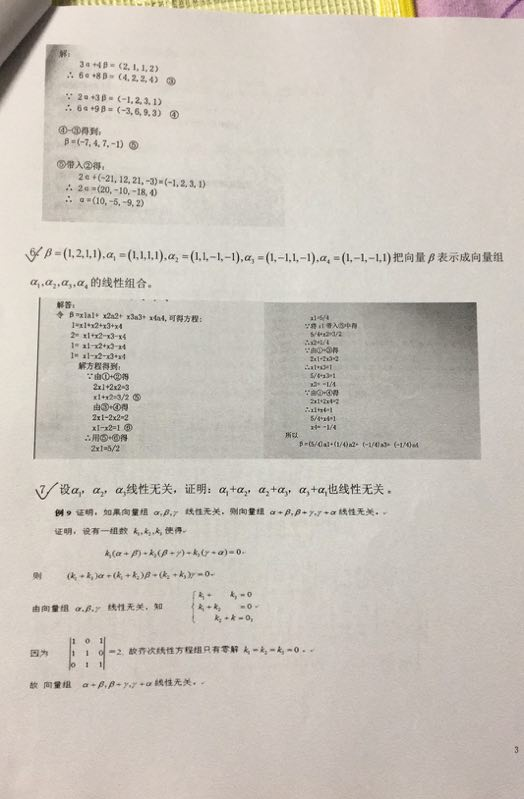 解:
3α+4β=(2,1,1,2)
∴ 6α+8β=(4,2,2,4) ③
∵ 2α+3β=(-1,2,3,1)
∴ 6α+9β=(-3,6,9,3) ④
④-③得到:
β=(-7,4,7,-1) ⑤
⑤带入②得:
2α+(-21,12,21,-3)=(-1,2,3,1)
∴ 2α=(20,-10,-18,4)
∴ α=(10,-5,-9,2)
6. β=(1,2,1,1),α₁=(1,1,1,1),α₂=(1,1,-1,-1),α₃=(1,-1,1,-1),α₄=(1,-1,-1,1)把向量β表示成向量组
α₁,α₂,α₃,α₄的线性组合。
解答:
令 β=x1a1+ x2a2+ x3a3+ x4a4,可得方程:
1=x1+x2+x3+x4
2= x1+x2-x3-x4
1= x1-x2+x3-x4
1= x1-x2-x3+x4
解方程得到:
∵由①+②得
2x1+2x2=3
x1+x2=3/2 ⑤
由③+④得
2x1-2x2=2
x1-x2=1 ⑥
∴用⑤+⑥得
2x1=5/2
x1=5/4
∵将x1带入⑤中得
5/4+x2=3/2
∴x2=1/4
∵由①+③得
2x1+2x3=2
∴x1+x3=1
5/4+x3=1
x3= -1/4
∵由①+④得
2x1+2x4=2
∴x1+x4=1
5/4+x4=1
x4= -1/4
所以
β=(5/4)a1+(1/4)a2+ (-1/4)a3+ (-1/4)a4
7. 设α₁, α₂, α₃线性无关,证明:α₁+α₂, α₂+α₃, α₃+α₁也线性无关。
例 9 证明,如果向量组 α,β,γ 线性无关,则向量组 α+β,β+γ,γ+α 线性无关。
证明,设有一组数 k₁,k₂,k₃ 使得
k₁(α+β)+k₂(β+γ)+k₃(γ+α)=0
则 (k₁+k₃)α+(k₁+k₂)β+(k₂+k₃)γ=0
由向量组 α,β,γ 线性无关,知
k₁+ k₃=0
k₁+k₂ =0
k₂+k=0,
因为
1 0 1
1 1 0
0 1 1
=2, 故齐次线性方程组只有零解 k₁=k₂=k₃=0 。
故 向量组 α+β,β+γ,γ+α 线性无关。
3